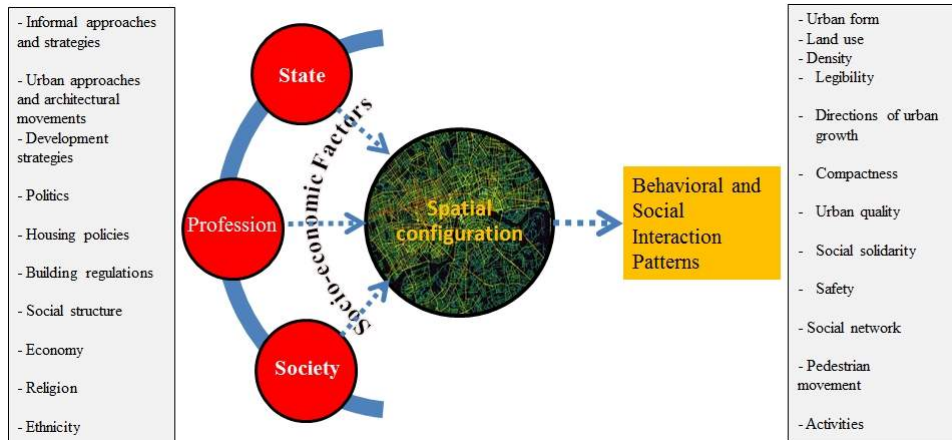 - Informal approaches
and strategies
- Urban approaches
and architectural
movements
- Development
strategies
- Politics
- Housing policies
- Building regulations
- Social structure
- Economy
- Religion
- Ethnicity
State
Profession
Society
Socio-economic Factors
Spatial
configuration
Behavioral and
Social
Interaction
Patterns
- Urban form
- Land use
- Density
- Legibility
- Directions of urban
growth
- Compactness
- Urban quality
- Social solidarity
- Safety
- Social network
- Pedestrian
movement
- Activities